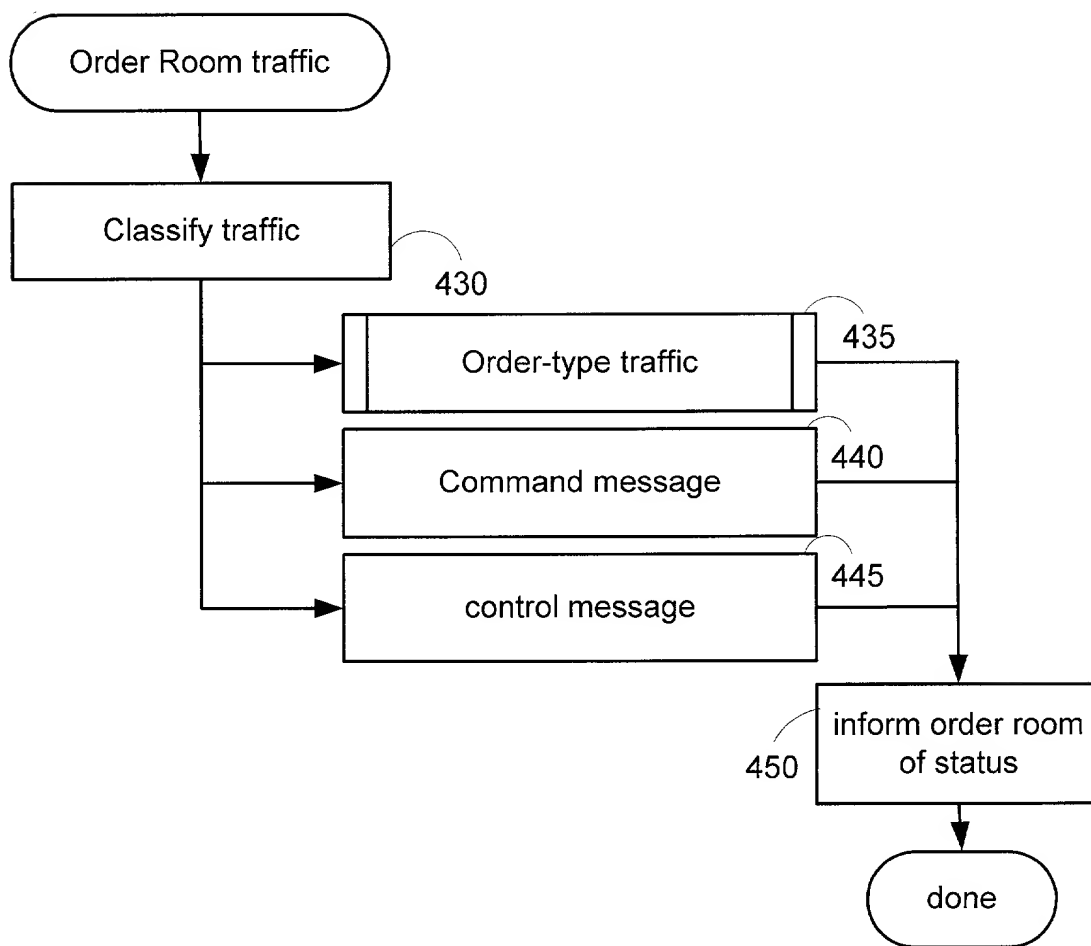 Order Room traffic
Classify traffic
430
Order-type traffic
435
Command message
440
control message
445
inform order room
of status
450
done